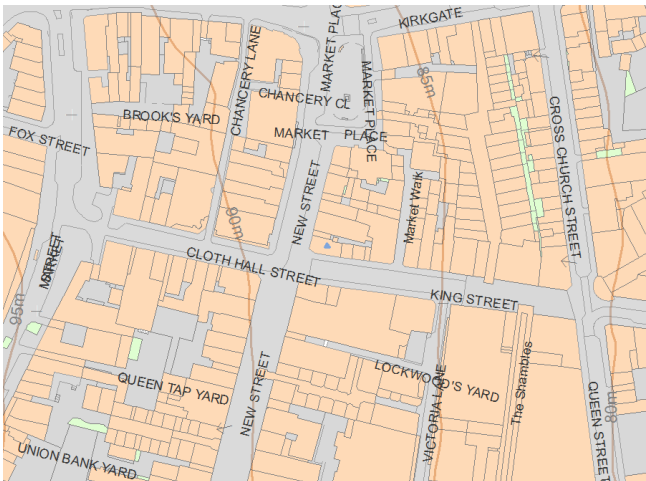 KIRKGATE
MARKET PLAC
CHANCERY LANE
85m
MARKET PLACE
CHANCERY CL
BROOK'S YARD
CROSS CHURCH STREET
MARKET PLACE
FOX STREET
NEW STREET
Market Walk
90m
MARKET
STREET
CLOTH HALL STREET
95m
KING STREET
LOCKWOOD'S YARD
The Shambles
QUEEN TAP YARD
NEW STREET
VICTORIA LANE
80m
QUEEN STREET
UNION BANK YARD